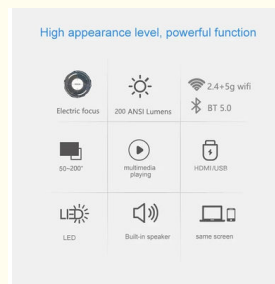 High appearance level, powerful function
2.4+5g wifi
BT 5.0
Electric focus
200 ANSI Lumens
50~200"
multimedia
playing
HDMI/USB
LED
LED
Built-in speaker
same screen